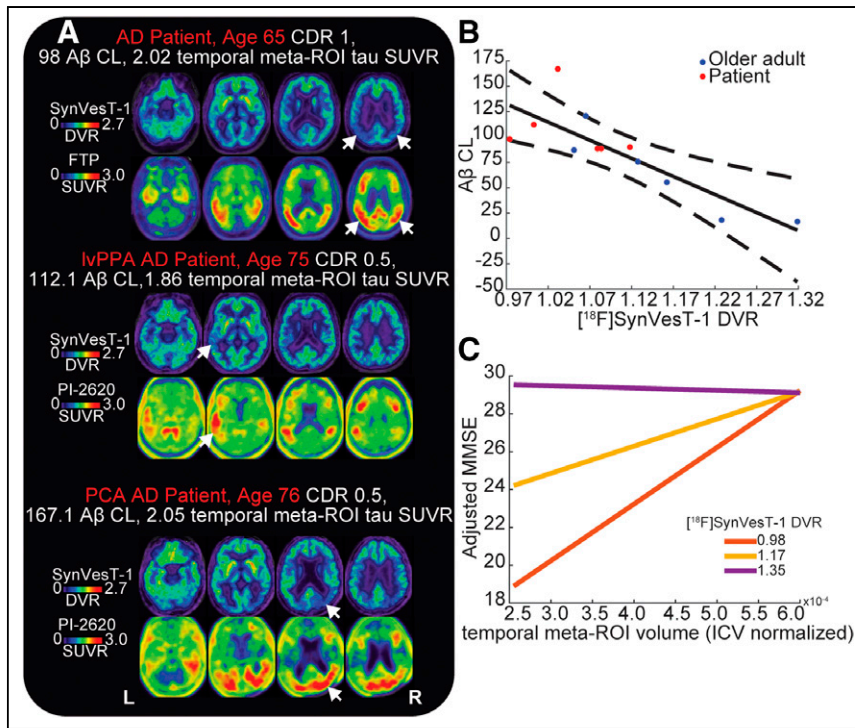 A
AD Patient, Age 65 CDR 1,
98 Aβ CL, 2.02 temporal meta-ROI tau SUVR
SynVesT-1
0 2.7
DVR
FTP
0 3.0
SUVR
lvPPA AD Patient, Age 75 CDR 0.5,
112.1 Aβ CL,1.86 temporal meta-ROI tau SUVR
SynVesT-1
0 2.7
DVR
PI-2620
0 3.0
SUVR
PCA AD Patient, Age 76 CDR 0.5,
167.1 Aβ CL, 2.05 temporal meta-ROI tau SUVR
SynVesT-1
0 2.7
DVR
PI-2620
0 3.0
SUVR
L R
B
175
150
125
100
75
50
25
0
-25
-50
Aβ CL
Older adult
Patient
0.97 1.02 1.07 1.12 1.17 1.22 1.27 1.32
[¹⁸F]SynVesT-1 DVR
C
30
28
26
24
22
20
18
Adjusted MMSE
[¹⁸F]SynVesT-1 DVR
0.98
1.17
1.35
2.5 3.5 4.0 4.5 5.0 5.5 6.0
x10⁻⁴
temporal meta-ROI volume (ICV normalized)